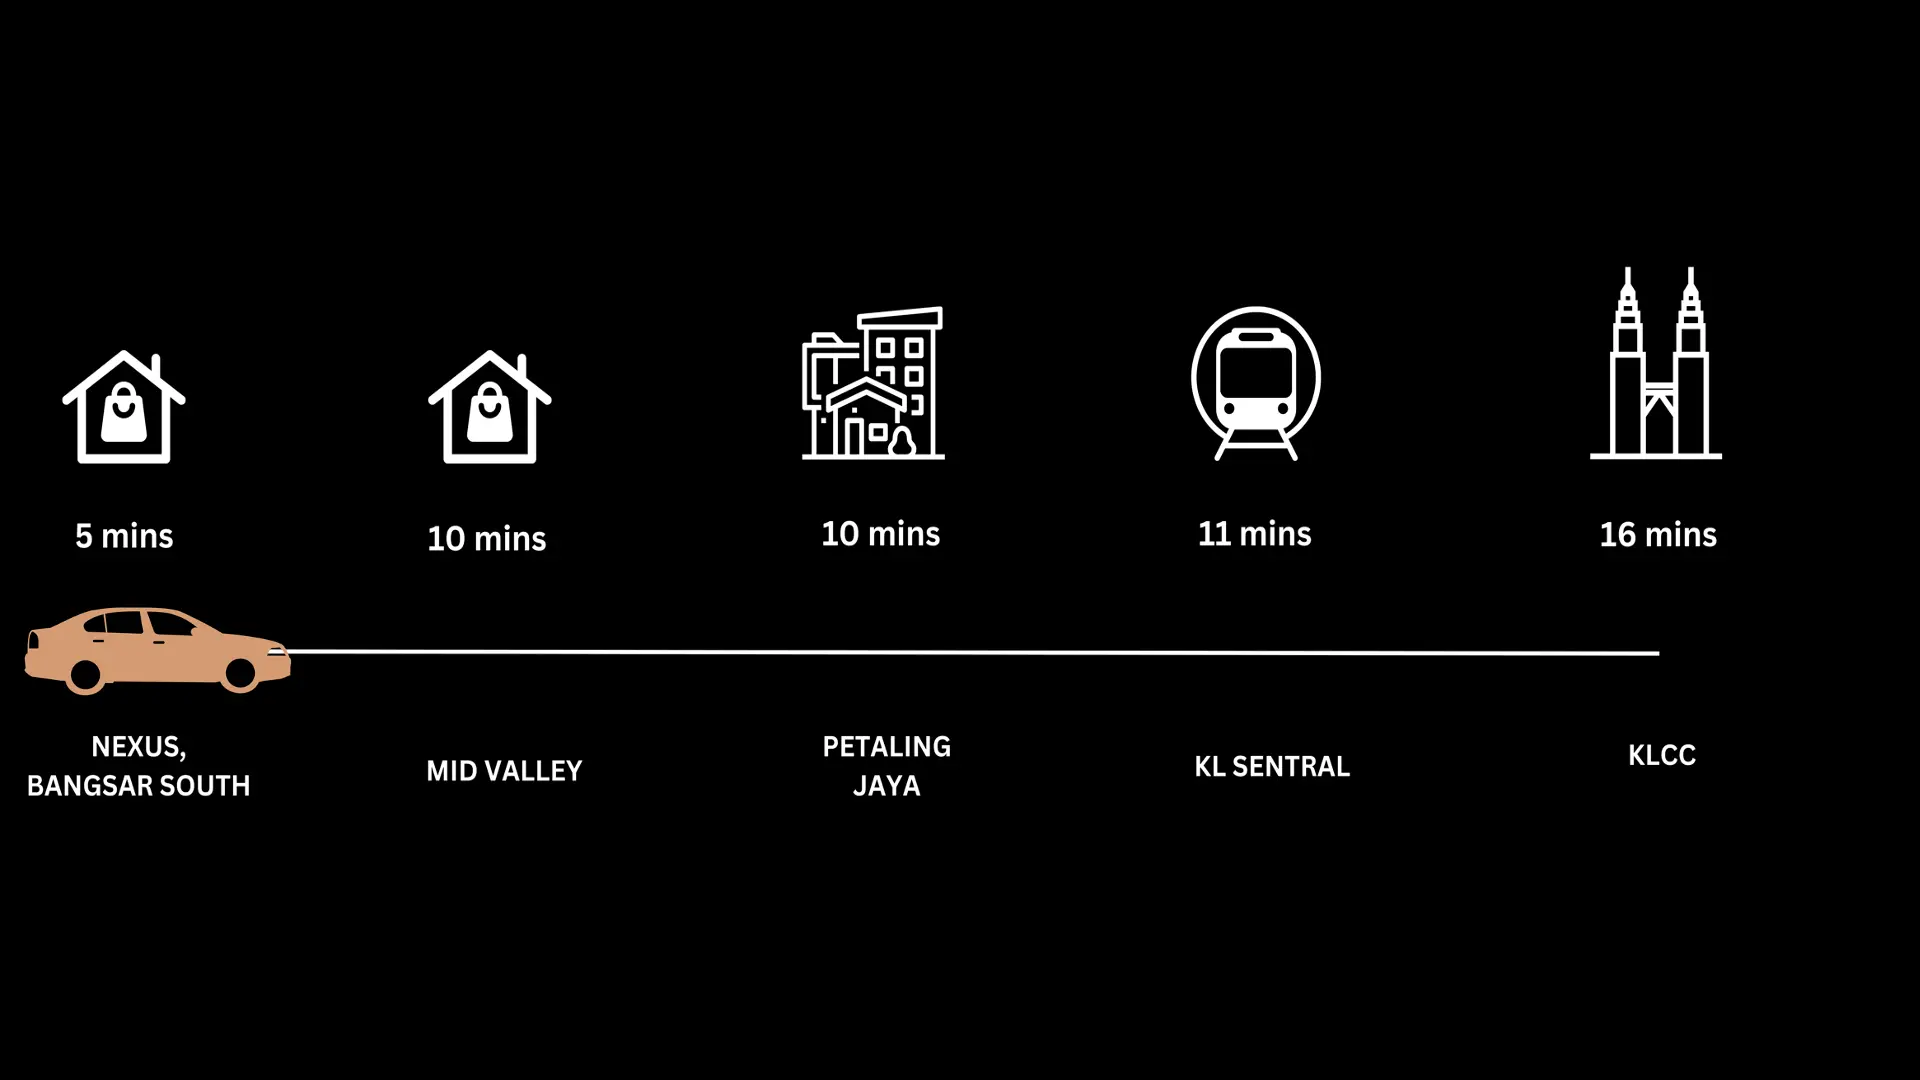 5 mins
10 mins
10 mins
11 mins
16 mins
NEXUS,
BANGSAR SOUTH
MID VALLEY
PETALING
JAYA
KL SENTRAL
KLCC